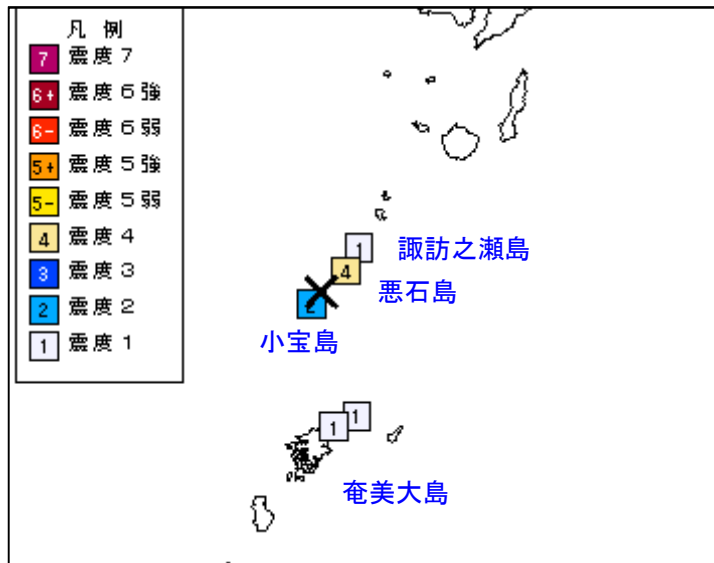 凡 例
7 震度７
6+ 震度６強
6- 震度６弱
5+ 震度５強
5- 震度５弱
4 震度４
3 震度３
2 震度２
1 震度１
1 諏訪之瀬島
4
悪石島
2
小宝島
1
1
奄美大島